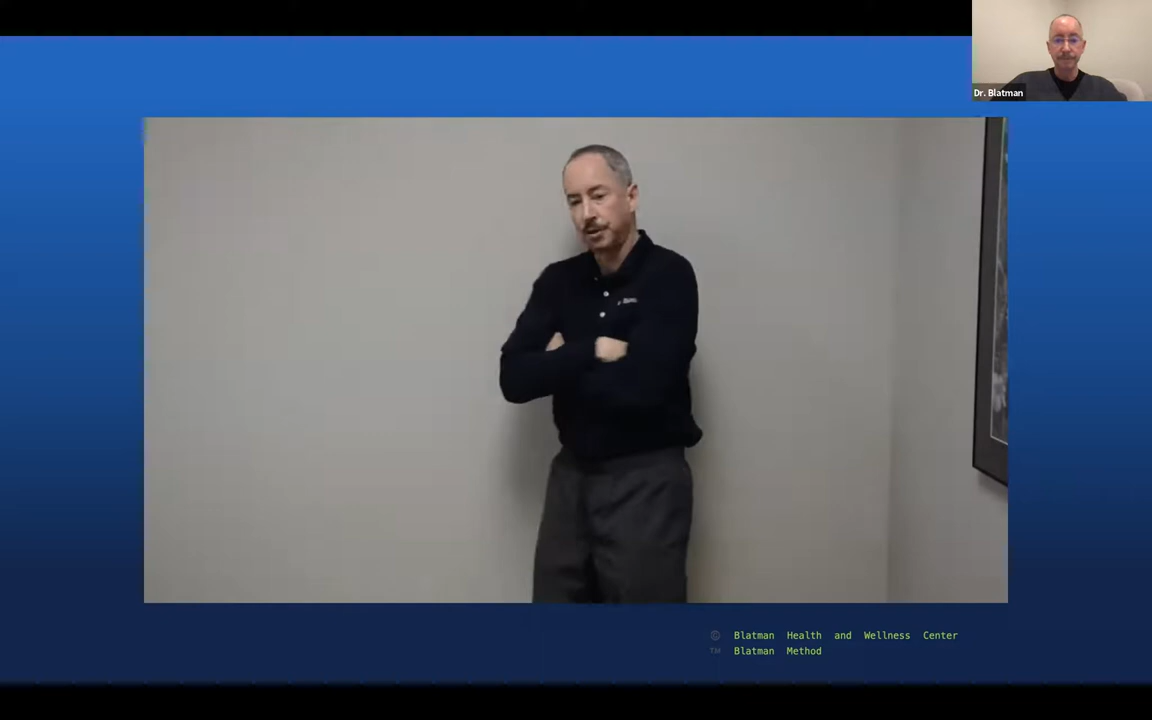 Dr. Blatman
© Blatman Health and Wellness Center
™ Blatman Method